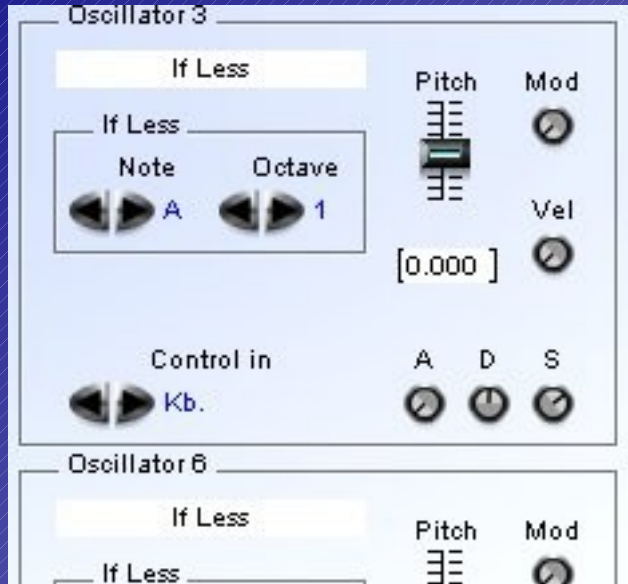 Oscillator 3
If Less
Pitch Mod
If Less
Note Octave
A 1
Vel
[0.000 ]
Control in A D S
Kb.
Oscillator 6
If Less
Pitch Mod
If Less